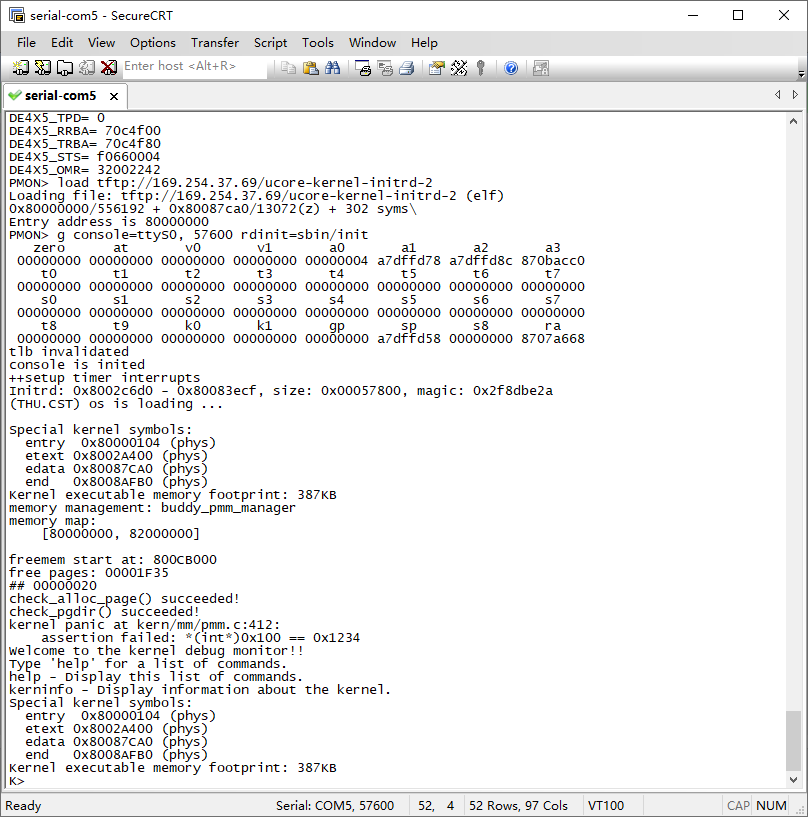 serial-com5 - SecureCRT
File Edit View Options Transfer Script Tools Window Help
Enter host <Alt+R>
serial-com5
DE4X5_TPD= 0
DE4X5_RRBA= 70c4f00
DE4X5_TRBA= 70c4f80
DE4X5_STS= f0660004
DE4X5_OMR= 32002242
PMON> load tftp://169.254.37.69/ucore-kernel-initrd-2
Loading file: tftp://169.254.37.69/ucore-kernel-initrd-2 (elf)
0x80000000/556192 + 0x80087ca0/13072(z) + 302 syms\
Entry address is 80000000
PMON> g console=ttyS0, 57600 rdinit=sbin/init
zero at v0 v1 a0 a1 a2 a3
00000000 00000000 00000000 00000000 00000004 a7dffd78 a7dffd8c 870bacc0
t0 t1 t2 t3 t4 t5 t6 t7
00000000 00000000 00000000 00000000 00000000 00000000 00000000 00000000
s0 s1 s2 s3 s4 s5 s6 s7
00000000 00000000 00000000 00000000 00000000 00000000 00000000 00000000
t8 t9 k0 k1 gp sp s8 ra
00000000 00000000 00000000 00000000 00000000 a7dffd58 00000000 8707a668
tlb invalidated
console is inited
++setup timer interrupts
Initrd: 0x8002c6d0 - 0x80083ecf, size: 0x00057800, magic: 0x2f8dbe2a
(THU.CST) os is loading ...
Special kernel symbols:
entry  0x80000104 (phys)
etext 0x8002A400 (phys)
edata 0x80087CA0 (phys)
end   0x8008AFB0 (phys)
Kernel executable memory footprint: 387KB
memory management: buddy_pmm_manager
memory map:
[80000000, 82000000]
freemem start at: 800CB000
free pages: 00001F35
## 00000020
check_alloc_page() succeeded!
check_pgdir() succeeded!
kernel panic at kern/mm/pmm.c:412:
assertion failed: *(int*)0x100 == 0x1234
Welcome to the kernel debug monitor!!
Type 'help' for a list of commands.
help - Display this list of commands.
kerninfo - Display information about the kernel.
Special kernel symbols:
entry  0x80000104 (phys)
etext 0x8002A400 (phys)
edata 0x80087CA0 (phys)
end   0x8008AFB0 (phys)
Kernel executable memory footprint: 387KB
K>
Ready Serial: COM5, 57600 52, 4 52 Rows, 97 Cols VT100 CAP NUM